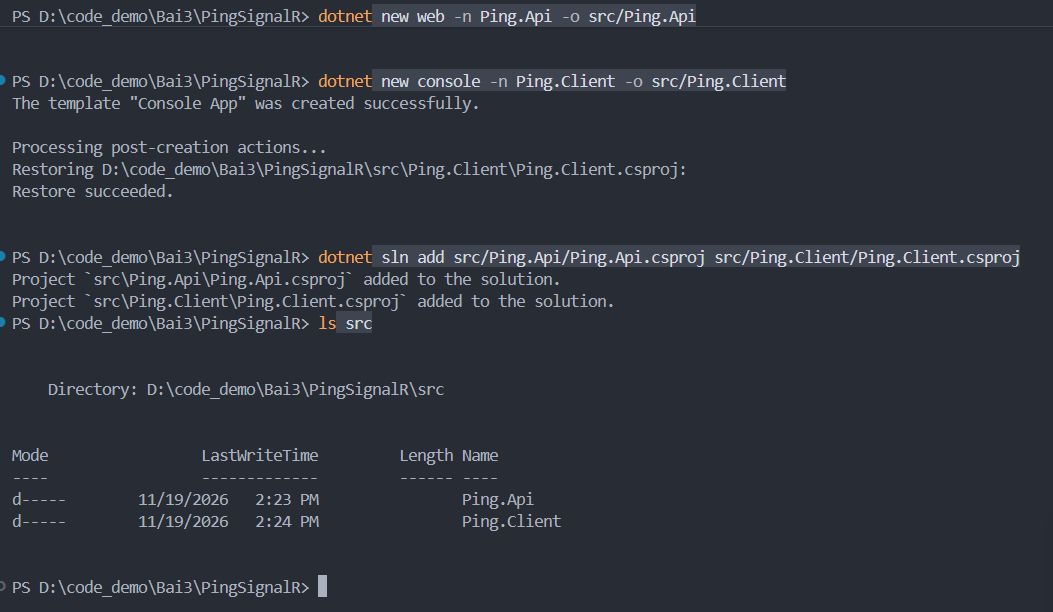 PS D:\code_demo\Bai3\PingSignalR> dotnet new web -n Ping.Api -o src/Ping.Api
PS D:\code_demo\Bai3\PingSignalR> dotnet new console -n Ping.Client -o src/Ping.Client
The template "Console App" was created successfully.
Processing post-creation actions...
Restoring D:\code_demo\Bai3\PingSignalR\src\Ping.Client\Ping.Client.csproj:
Restore succeeded.
PS D:\code_demo\Bai3\PingSignalR> dotnet sln add src/Ping.Api/Ping.Api.csproj src/Ping.Client/Ping.Client.csproj
Project `src\Ping.Api\Ping.Api.csproj` added to the solution.
Project `src\Ping.Client\Ping.Client.csproj` added to the solution.
PS D:\code_demo\Bai3\PingSignalR> ls src
Directory: D:\code_demo\Bai3\PingSignalR\src
Mode LastWriteTime Length Name
---- ------------- ------ ----
d----- 11/19/2026 2:23 PM Ping.Api
d----- 11/19/2026 2:24 PM Ping.Client
PS D:\code_demo\Bai3\PingSignalR>